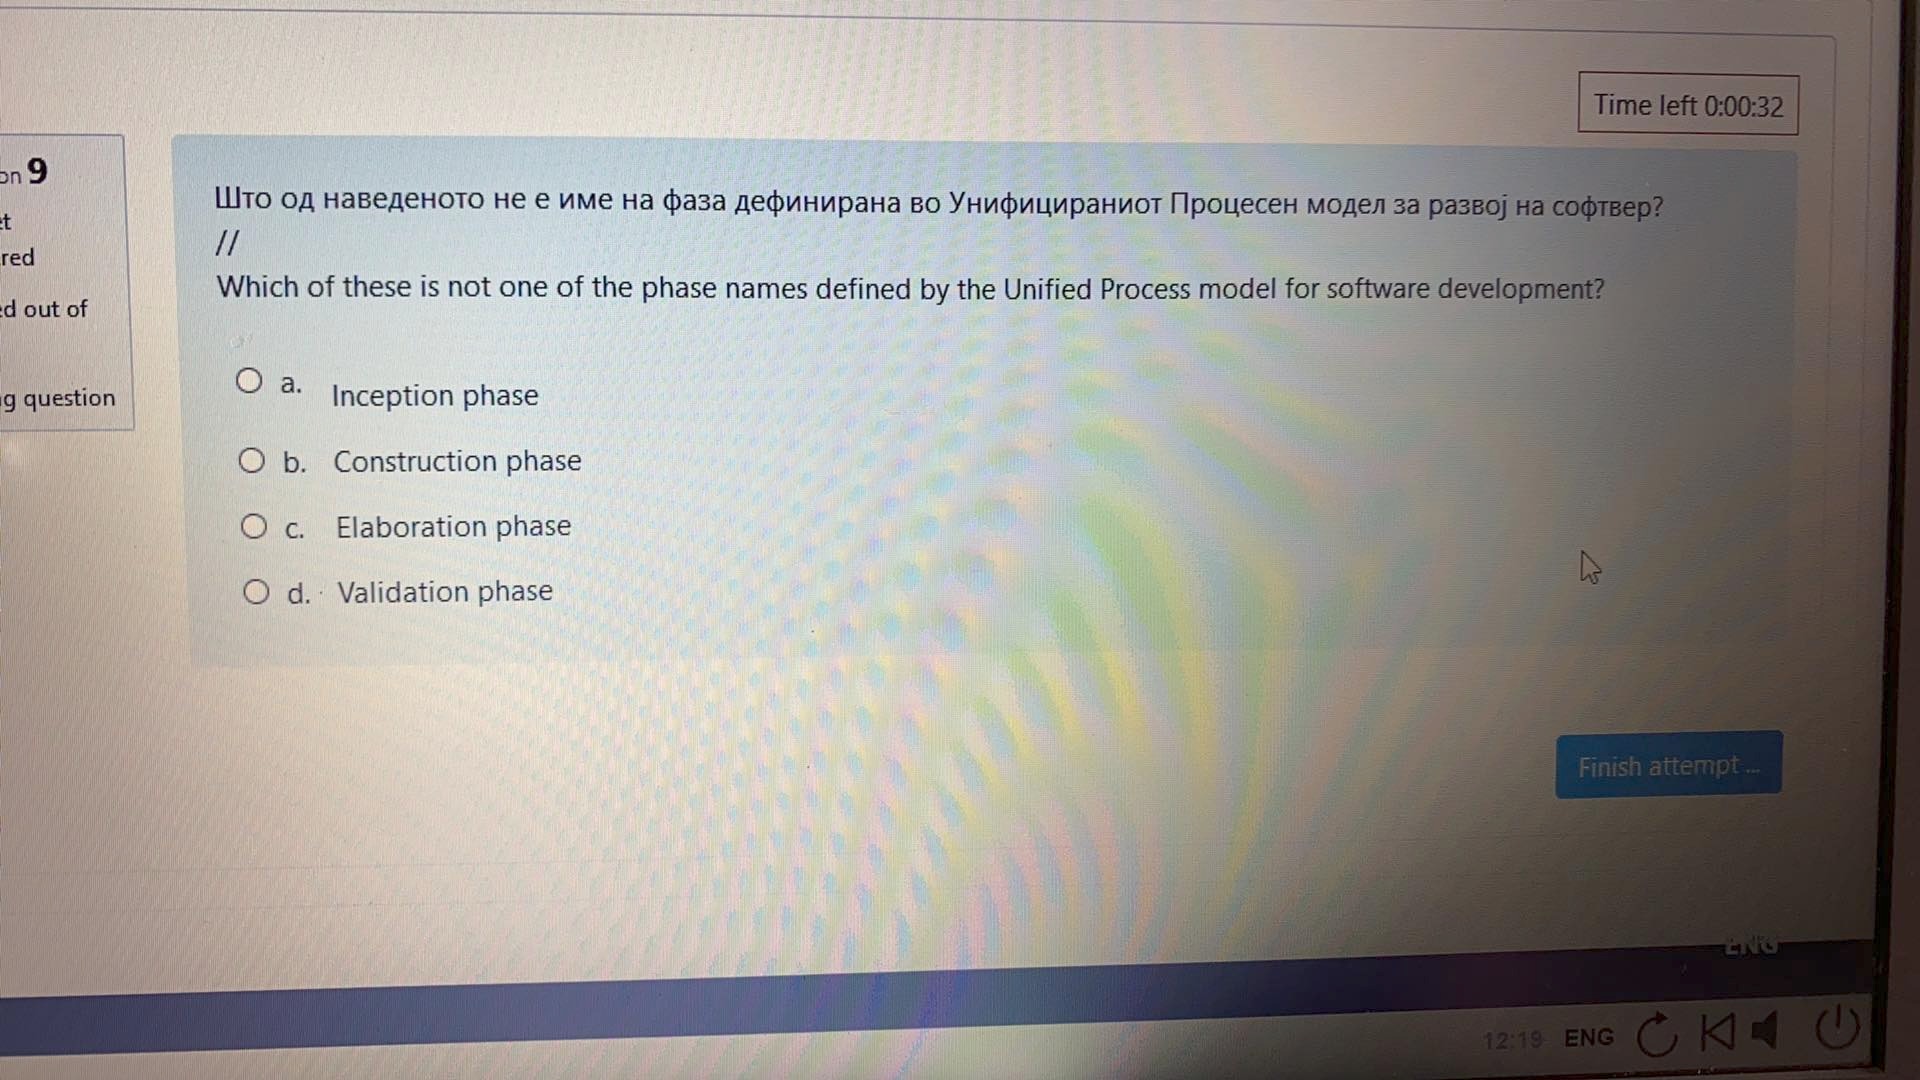 Time left 0:00:32
on 9
et
red
ed out of
g question
Што од наведеното не е име на фаза дефинирана во Унифицираниот Процесен модел за развој на софтвер?
//
Which of these is not one of the phase names defined by the Unified Process model for software development?
a. Inception phase
b. Construction phase
c. Elaboration phase
d. Validation phase
Finish attempt ...
ENG
12:19 ENG